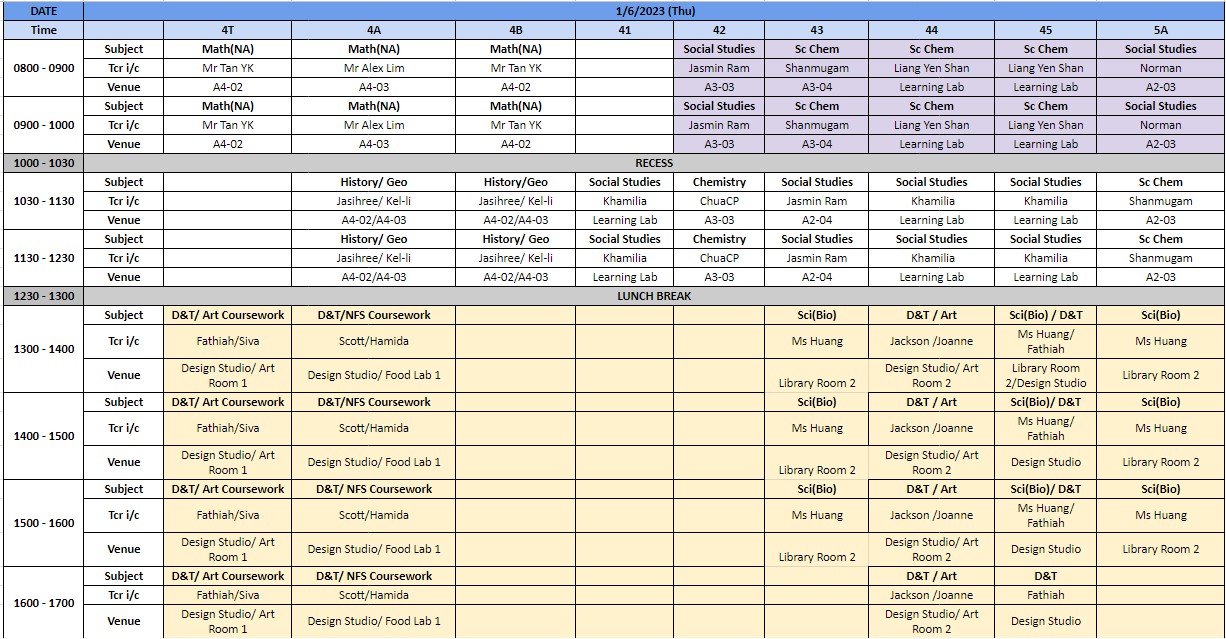 DATE 1/6/2023 (Thu)
Time 4T 4A 4B 41 42 43 44 45 5A
Subject Math(NA) Math(NA) Math(NA) Social Studies Sc Chem Sc Chem Sc Chem Social Studies
0800 - 0900 Tcr i/c Mr Tan YK Mr Alex Lim Mr Tan YK Jasmin Ram Shanmugam Liang Yen Shan Liang Yen Shan Norman
Venue A4-02 A4-03 A4-02 A3-03 A3-04 Learning Lab Learning Lab A2-03
Subject Math(NA) Math(NA) Math(NA) Social Studies Sc Chem Sc Chem Sc Chem Social Studies
0900 - 1000 Tcr i/c Mr Tan YK Mr Alex Lim Mr Tan YK Jasmin Ram Shanmugam Liang Yen Shan Liang Yen Shan Norman
Venue A4-02 A4-03 A4-02 A3-03 A3-04 Learning Lab Learning Lab A2-03
1000 - 1030 RECESS
Subject History/ Geo History/Geo Social Studies Chemistry Social Studies Social Studies Social Studies Sc Chem
1030 - 1130 Tcr i/c Jasihree/ Kel-li Jasihree/ Kel-li Khamilia ChuaCP Jasmin Ram Khamilia Khamilia Shanmugam
Venue A4-02/A4-03 A4-02/A4-03 Learning Lab A3-03 A2-04 Learning Lab Learning Lab A2-03
Subject History/ Geo History/ Geo Social Studies Chemistry Social Studies Social Studies Social Studies Sc Chem
1130 - 1230 Tcr i/c Jasihree/ Kel-li Jasihree/ Kel-li Khamilia ChuaCP Jasmin Ram Khamilia Khamilia Shanmugam
Venue A4-02/A4-03 A4-02/A4-03 Learning Lab A3-03 A2-04 Learning Lab Learning Lab A2-03
1230 - 1300 LUNCH BREAK
Subject D&T/ Art Coursework D&T/NFS Coursework Sci(Bio) D&T / Art Sci(Bio) / D&T Sci(Bio)
1300 - 1400 Tcr i/c Fathiah/Siva Scott/Hamida Ms Huang Jackson /Joanne Ms Huang/ Fathiah Ms Huang
Venue Design Studio/ Art Room 1 Design Studio/ Food Lab 1 Library Room 2 Design Studio/ Art Room 2 Library Room 2/Design Studio Library Room 2
Subject D&T/ Art Coursework D&T/NFS Coursework Sci(Bio) D&T / Art Sci(Bio)/ D&T Sci(Bio)
1400 - 1500 Tcr i/c Fathiah/Siva Scott/Hamida Ms Huang Jackson /Joanne Ms Huang/ Fathiah Ms Huang
Venue Design Studio/ Art Room 1 Design Studio/ Food Lab 1 Library Room 2 Design Studio/ Art Room 2 Design Studio Library Room 2
Subject D&T/ Art Coursework D&T/ NFS Coursework Sci(Bio) D&T / Art Sci(Bio)/ D&T Sci(Bio)
1500 - 1600 Tcr i/c Fathiah/Siva Scott/Hamida Ms Huang Jackson /Joanne Ms Huang/ Fathiah Ms Huang
Venue Design Studio/ Art Room 1 Design Studio/ Food Lab 1 Library Room 2 Design Studio/ Art Room 2 Design Studio Library Room 2
Subject D&T/ Art Coursework D&T/ NFS Coursework D&T / Art D&T
1600 - 1700 Tcr i/c Fathiah/Siva Scott/Hamida Jackson /Joanne Fathiah
Venue Design Studio/ Art Room 1 Design Studio/ Food Lab 1 Design Studio/ Art Room 2 Design Studio